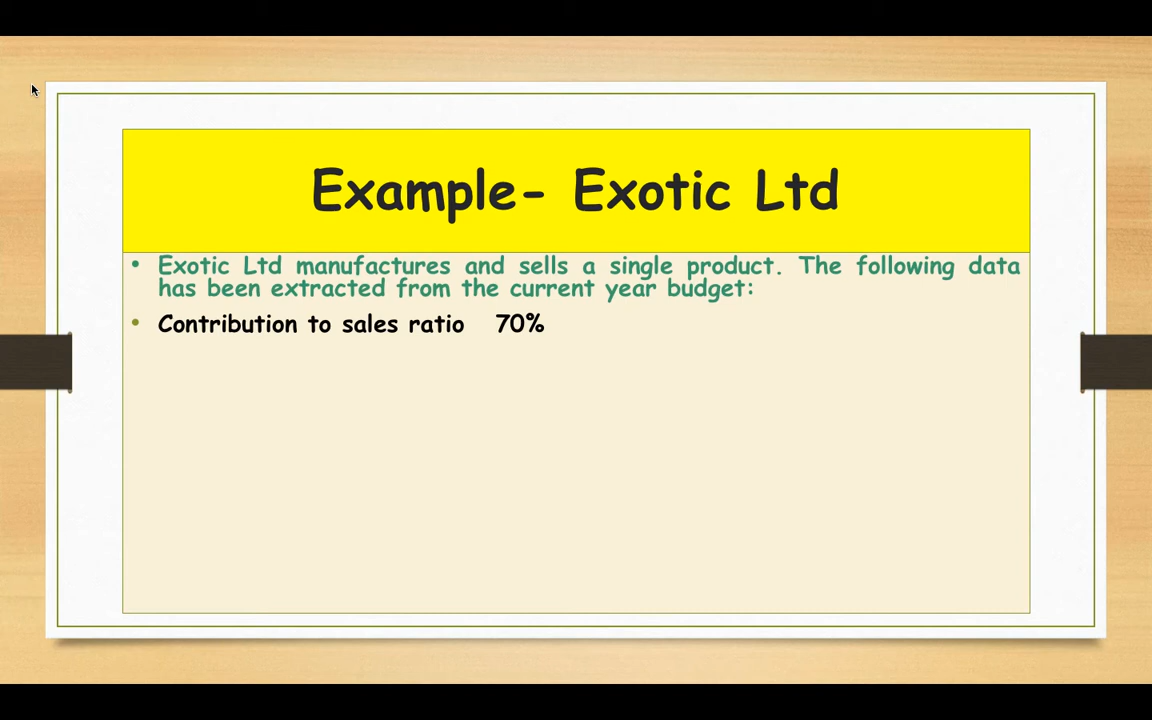 Example- Exotic Ltd
• Exotic Ltd manufactures and sells a single product. The following data
has been extracted from the current year budget:
• Contribution to sales ratio 70%